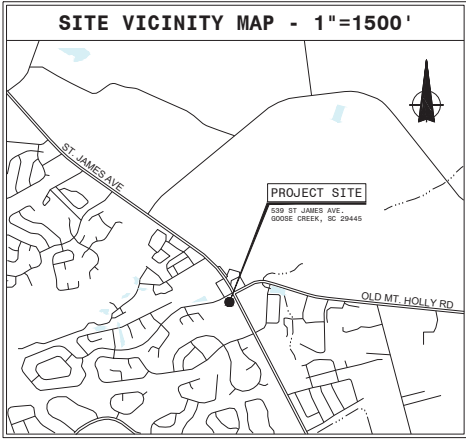 SITE VICINITY MAP - 1"=1500'
ST. JAMES AVE
PROJECT SITE
539 ST JAMES AVE.
GOOSE CREEK, SC 29445
OLD MT. HOLLY RD